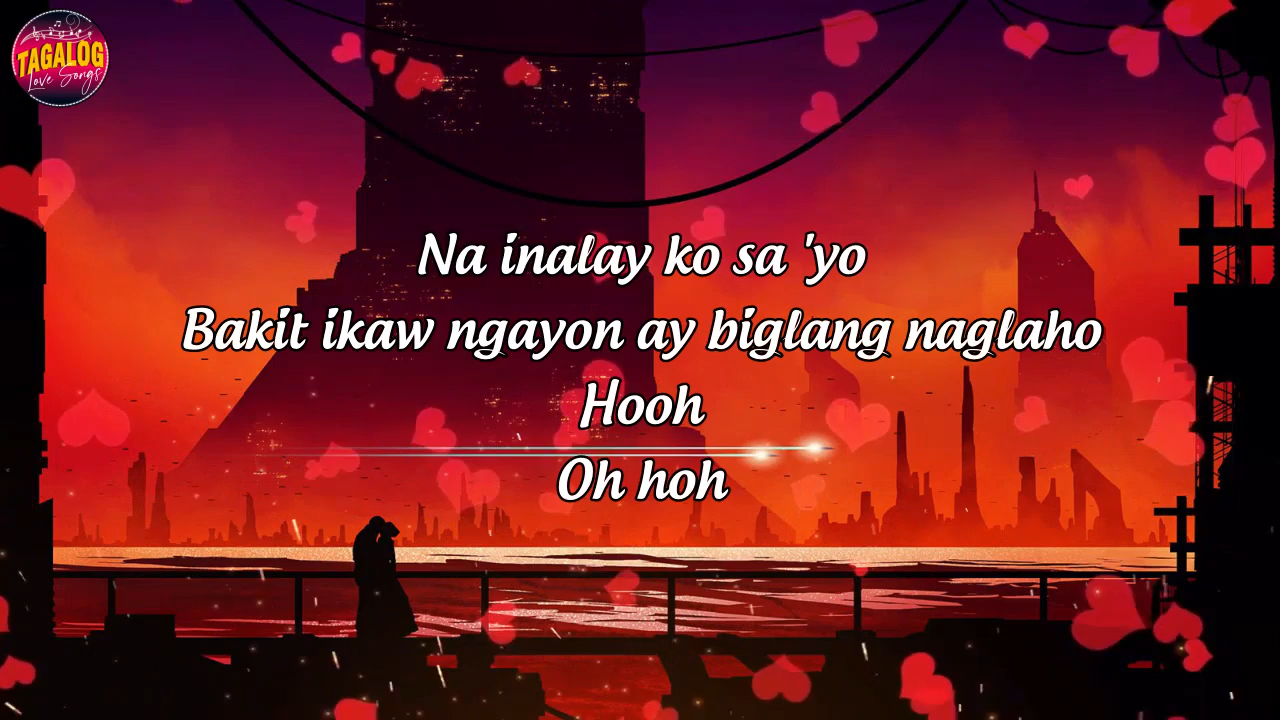 TAGALOG
Love Songs
Na inalay ko sa 'yo
Bakit ikaw ngayon ay biglang naglaho
Hooh
Oh hoh